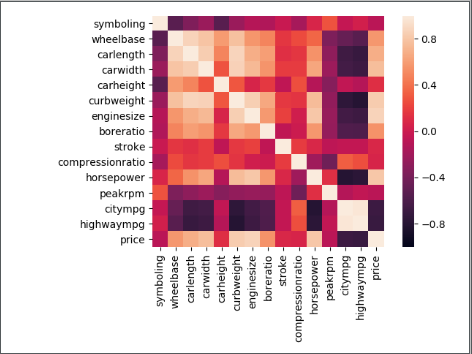 symboling
wheelbase
carlength
carwidth
carheight
curbweight
enginesize
boreratio
stroke
compressionratio
horsepower
peakrpm
citympg
highwaympg
price
symboling
wheelbase
carlength
carwidth
carheight
curbweight
enginesize
boreratio
stroke
compressionratio
horsepower
peakrpm
citympg
highwaympg
price
0.8
0.4
0.0
−0.4
−0.8